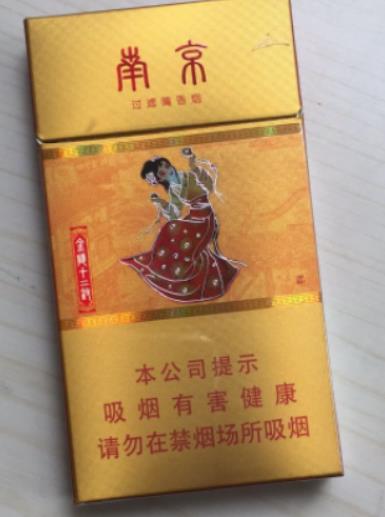 南京
过滤嘴香烟
金陵十二钗
本公司提示
吸烟有害健康
请勿在禁烟场所吸烟